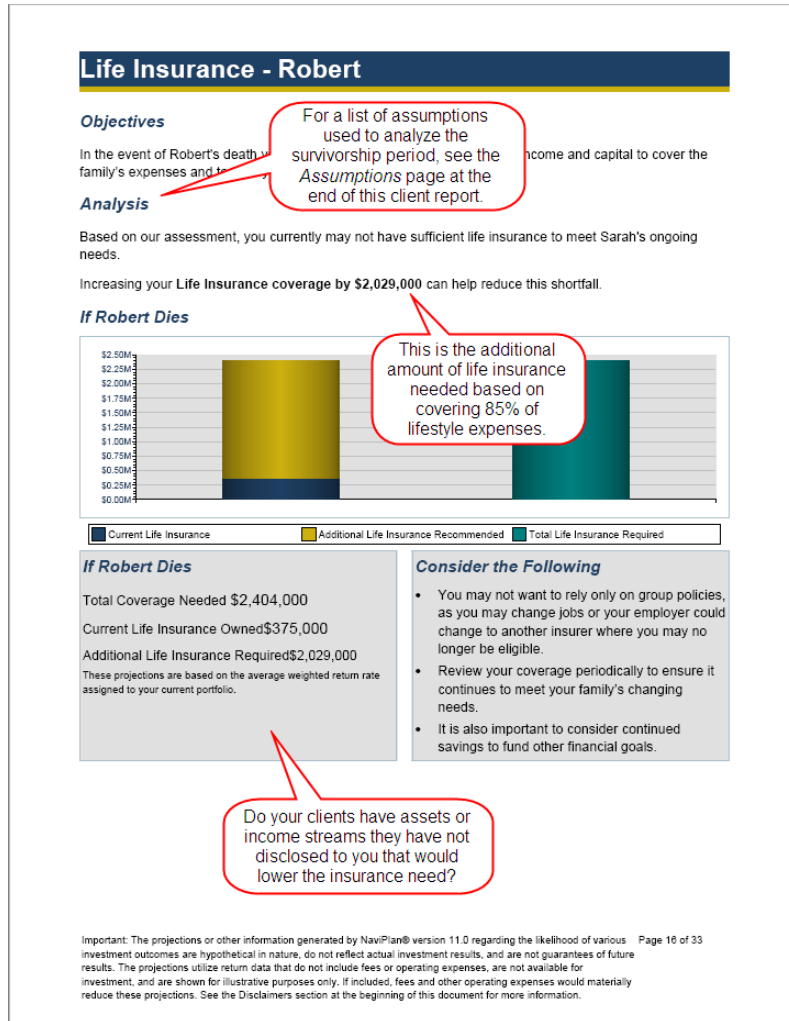 Life Insurance - Robert
Objectives
For a list of assumptions
used to analyze the
survivorship period, see the
Assumptions page at the
end of this client report.
In the event of Robert's death ncome and capital to cover the
family's expenses and
Analysis
Based on our assessment, you currently may not have sufficient life insurance to meet Sarah's ongoing
needs.
Increasing your Life Insurance coverage by $2,029,000 can help reduce this shortfall.
If Robert Dies
This is the additional
amount of life insurance
needed based on
covering 85% of
lifestyle expenses.
$2.50M
$2.25M
$2.00M
$1.75M
$1.50M
$1.25M
$1.00M
$0.75M
$0.50M
$0.25M
$0.00M
Current Life Insurance Additional Life Insurance Recommended Total Life Insurance Required
If Robert Dies
Total Coverage Needed $2,404,000
Current Life Insurance Owned$375,000
Additional Life Insurance Required$2,029,000
These projections are based on the average weighted return rate
assigned to your current portfolio.
Consider the Following
• You may not want to rely only on group policies,
as you may change jobs or your employer could
change to another insurer where you may no
longer be eligible.
• Review your coverage periodically to ensure it
continues to meet your family's changing
needs.
• It is also important to consider continued
savings to fund other financial goals.
Do your clients have assets or
income streams they have not
disclosed to you that would
lower the insurance need?
Important: The projections or other information generated by NaviPlan® version 11.0 regarding the likelihood of various Page 16 of 33
investment outcomes are hypothetical in nature, do not reflect actual investment results, and are not guarantees of future
results. The projections utilize return data that do not include fees or operating expenses, are not available for
investment, and are shown for illustrative purposes only. If included, fees and other operating expenses would materially
reduce these projections. See the Disclaimers section at the beginning of this document for more information.